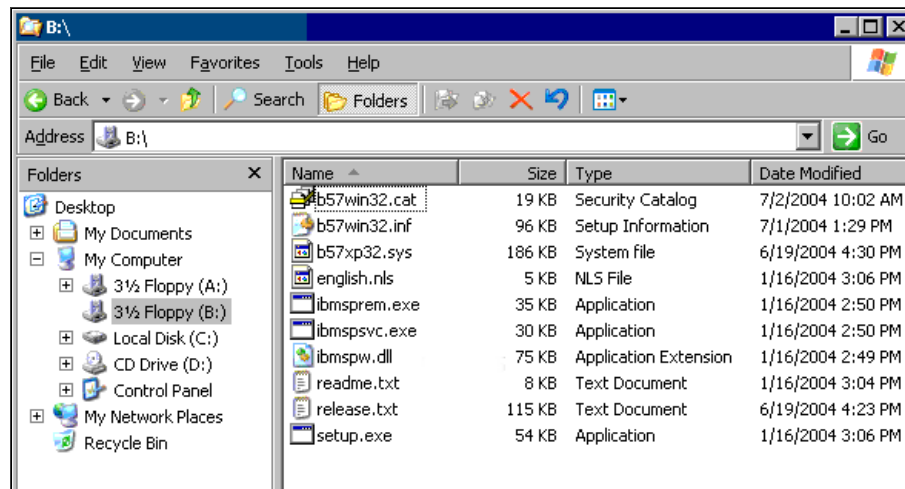 B:\
File Edit View Favorites Tools Help
Back Search Folders
Address B:\ Go
Folders
Desktop
My Documents
My Computer
3½ Floppy (A:)
3½ Floppy (B:)
Local Disk (C:)
CD Drive (D:)
Control Panel
My Network Places
Recycle Bin
Name Size Type Date Modified
b57win32.cat 19 KB Security Catalog 7/2/2004 10:02 AM
b57win32.inf 96 KB Setup Information 7/1/2004 1:29 PM
b57xp32.sys 186 KB System file 6/19/2004 4:30 PM
english.nls 5 KB NLS File 1/16/2004 3:06 PM
ibmsprem.exe 35 KB Application 1/16/2004 2:50 PM
ibmspsvc.exe 30 KB Application 1/16/2004 2:50 PM
ibmspw.dll 75 KB Application Extension 1/16/2004 2:49 PM
readme.txt 8 KB Text Document 1/16/2004 3:04 PM
release.txt 115 KB Text Document 6/19/2004 4:23 PM
setup.exe 54 KB Application 1/16/2004 3:06 PM